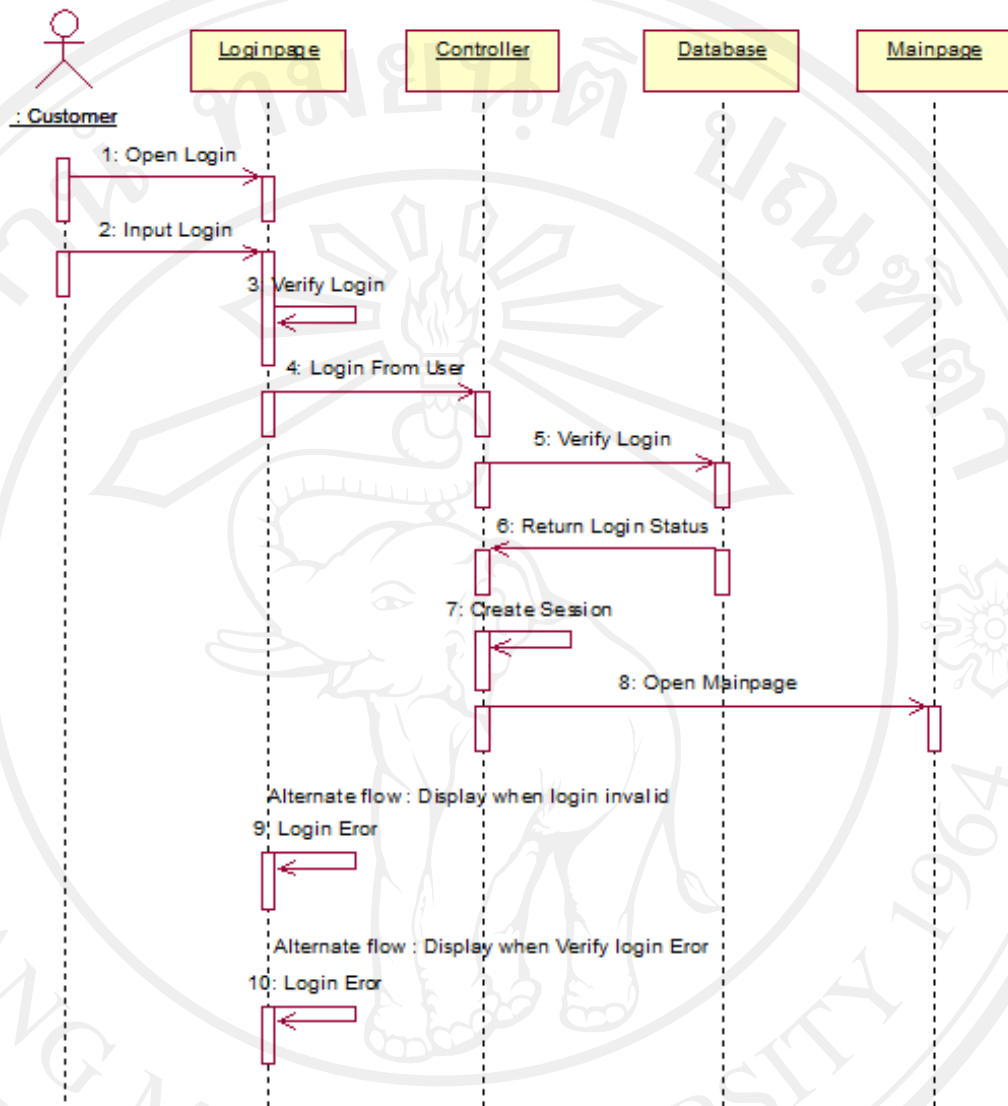 Loginpage
Controller
Database
Mainpage
: Customer
1: Open Login
2: Input Login
3: Verify Login
4: Login From User
5: Verify Login
6: Return Login Status
7: Create Session
8: Open Mainpage
Alternate flow : Display when login invalid
9: Login Eror
Alternate flow : Display when Verify login Eror
10: Login Eror
1964